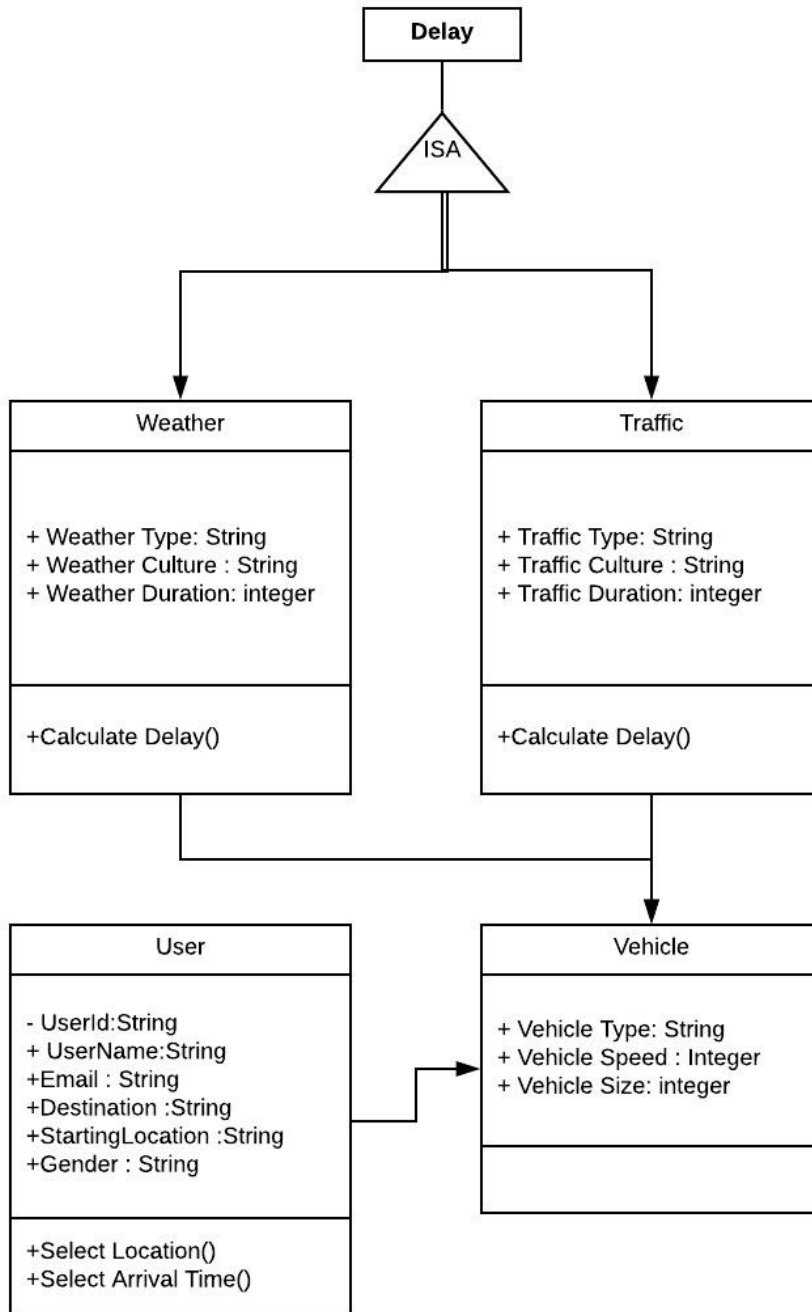 Delay
ISA
Weather
+ Weather Type: String
+ Weather Culture : String
+ Weather Duration: integer
+Calculate Delay()
Traffic
+ Traffic Type: String
+ Traffic Culture : String
+ Traffic Duration: integer
+Calculate Delay()
User
- UserId:String
+ UserName:String
+Email : String
+Destination :String
+StartingLocation :String
+Gender : String
+Select Location()
+Select Arrival Time()
Vehicle
+ Vehicle Type: String
+ Vehicle Speed : Integer
+ Vehicle Size: integer